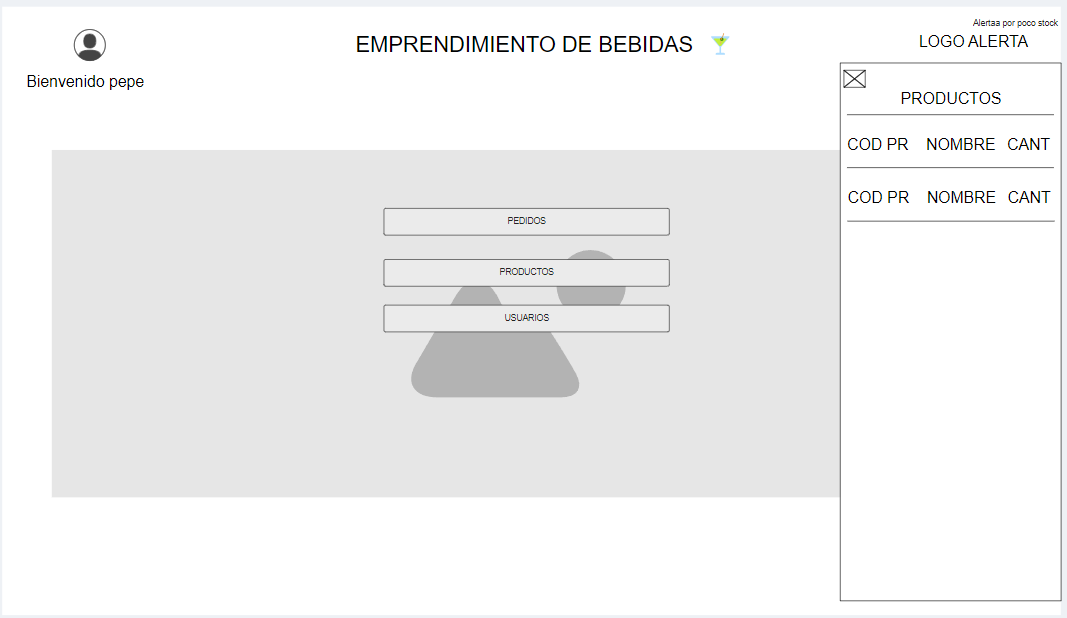 Alertaa por poco stock
EMPRENDIMIENTO DE BEBIDAS
LOGO ALERTA
Bienvenido pepe
PRODUCTOS
COD PR NOMBRE CANT
COD PR NOMBRE CANT
PEDIDOS
PRODUCTOS
USUARIOS